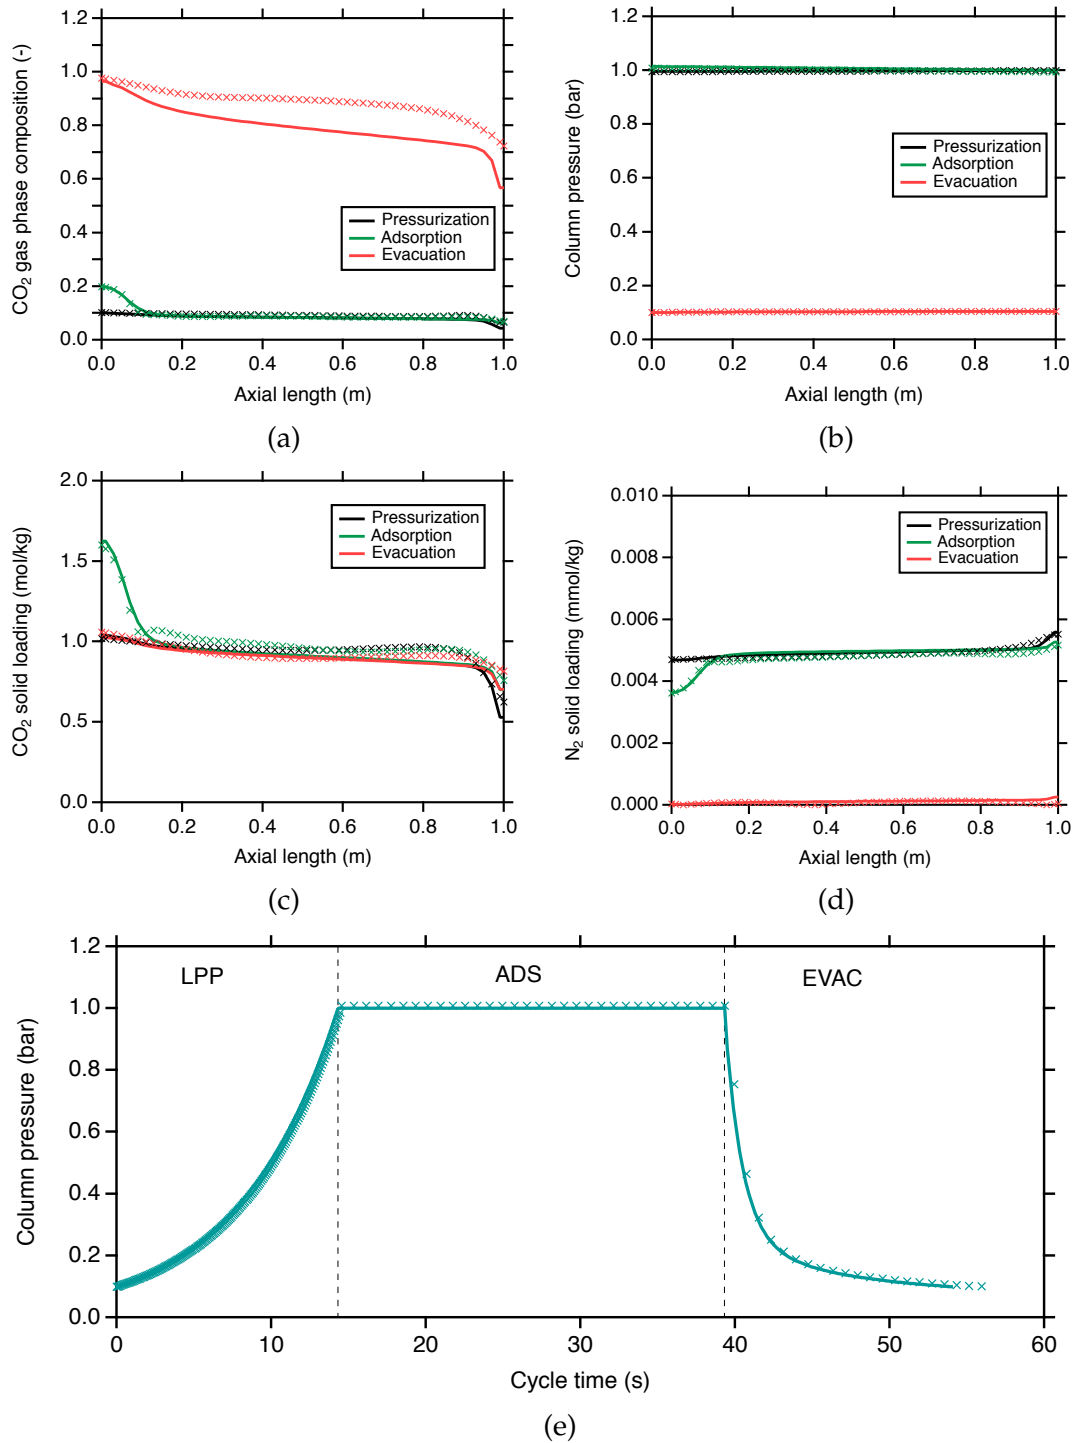 CO₂ gas phase composition (-)
1.2
1.0
0.8
0.6
0.4
0.2
0.0
Pressurization
Adsorption
Evacuation
0.0 0.2 0.4 0.6 0.8 1.0
Axial length (m)
(a)
Column pressure (bar)
1.2
1.0
0.8
0.6
0.4
0.2
0.0
Pressurization
Adsorption
Evacuation
0.0 0.2 0.4 0.6 0.8 1.0
Axial length (m)
(b)
CO₂ solid loading (mol/kg)
2.0
1.5
1.0
0.5
0.0
Pressurization
Adsorption
Evacuation
0.0 0.2 0.4 0.6 0.8 1.0
Axial length (m)
(c)
N₂ solid loading (mmol/kg)
0.010
0.008
0.006
0.004
0.002
0.000
Pressurization
Adsorption
Evacuation
0.0 0.2 0.4 0.6 0.8 1.0
Axial length (m)
(d)
Column pressure (bar)
1.2
1.0
0.8
0.6
0.4
0.2
0.0
LPP ADS EVAC
0 10 20 30 40 50 60
Cycle time (s)
(e)